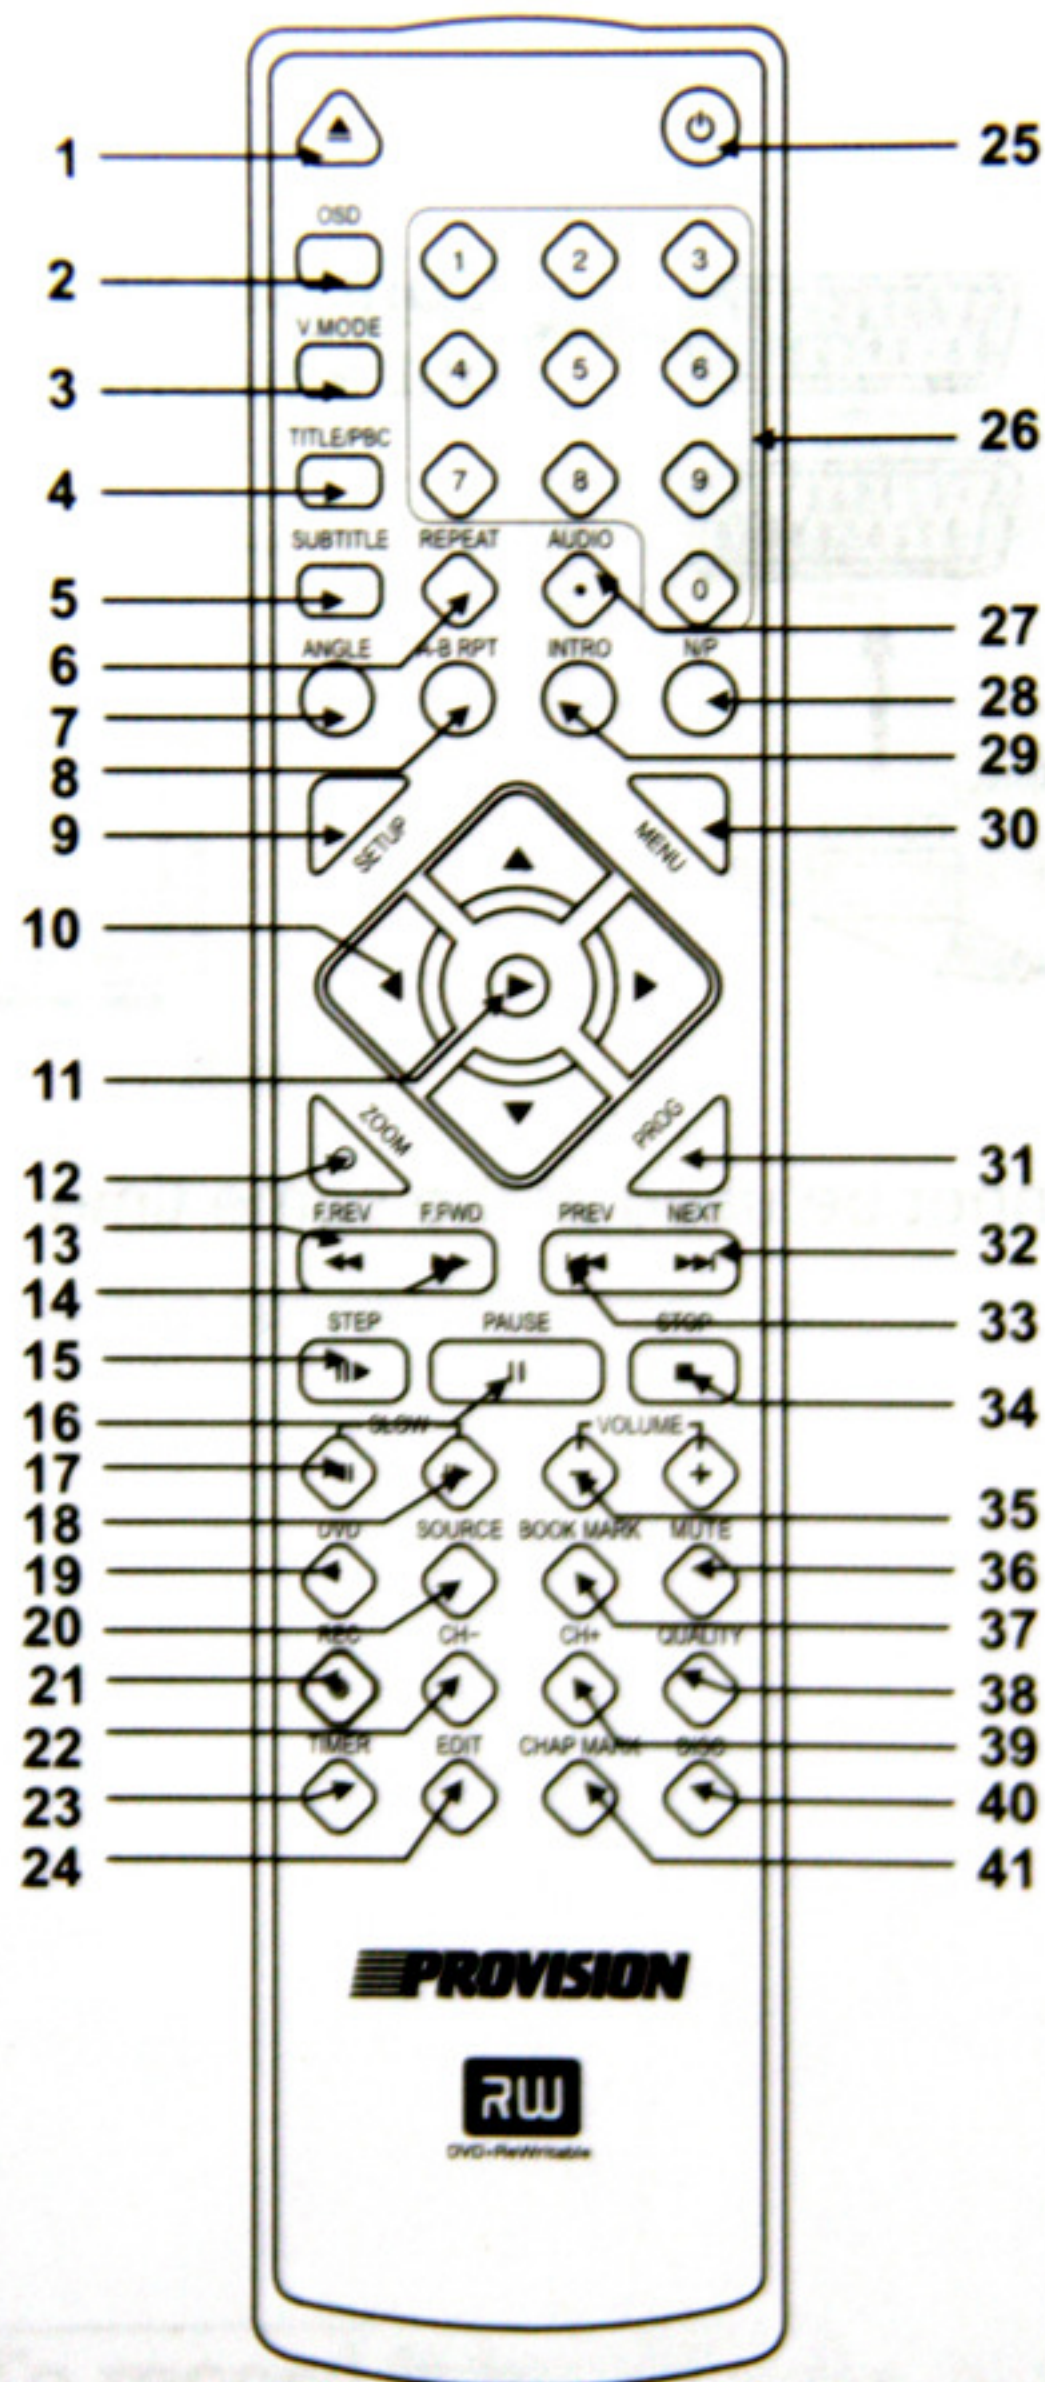 1 25
OSD
2 1 2 3
V.MODE
3 4 5 6
26
TITLE/PBC
4 7 8 9
SUBTITLE REPEAT AUDIO
5 0
27
6
ANGLE A-B RPT INTRO N/P
7 28
8 29
9 SETUP MENU 30
10
11
ZOOM PROG
12 31
F.REV F.FWD PREV NEXT
13 32
14 33
STEP PAUSE STOP
15
16 34
SLOW VOLUME
17 - +
18 35
DVD SOURCE BOOK MARK MUTE
19 36
20 37
REC CH- CH+ QUALITY
21 38
22 39
TIMER EDIT CHAP MARK DISC
23 40
24 41
PROVISION
RW
DVD+ReWritable